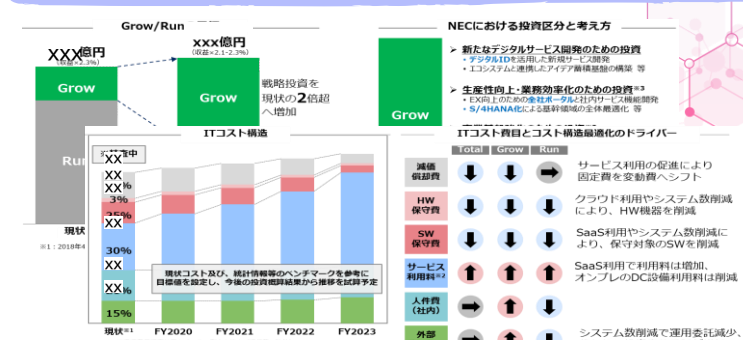 Grow/Run
XXX億円
(収益×2.3%)
xxx億円
(収益×2.1-2.3%)
Grow
Grow
戦略投資を
現状の2倍超
へ増加
現状
※1：2018年4
NECにおける投資区分と考え方
Grow
➢ 新たなデジタルサービス開発のための投資
・デジタルIDを活用した新規サービス開発
・エコシステムと連携したアイデア蓄積基盤の構築 等
➢ 生産性向上・業務効率化のための投資※3
・EX向上のための全社ポータルと社内サービス機能開発
・S/4HANA化による基幹領域の全体最適化 等
ITコスト構造
XX
XX
XX
%
3%
25%
XX
30%
XX
XX
%
15%
現状コスト及び、統計情報等のベンチマークを参考に
目標値を設定し、今後の投資概算結果から推移を試算予定
現状※1 FY2020 FY2021 FY2022 FY2023
ITコスト費目とコスト構造最適化のドライバー
Total Grow Run
減価
償却費
サービス利用の促進により
固定費を変動費へシフト
HW
保守費
クラウド利用やシステム数削減
により、HW機器を削減
SW
保守費
SaaS利用やシステム数削減に
より、保守対象のSWを削減
サービス
利用料※2
SaaS利用で利用料は増加、
オンプレのDC設備利用料は削減
人件費
(社内)
外部
システム数削減で運用委託減少、